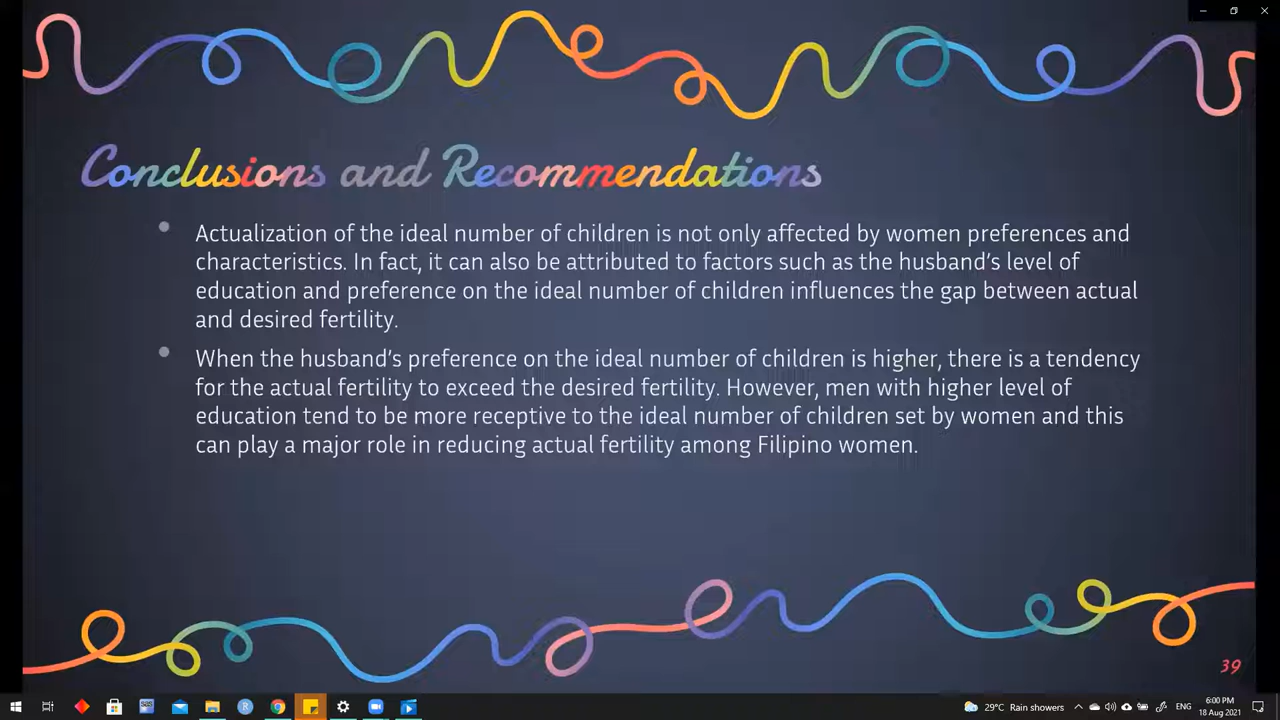 Conclusions and Recommendations
Actualization of the ideal number of children is not only affected by women preferences and
characteristics. In fact, it can also be attributed to factors such as the husband's level of
education and preference on the ideal number of children influences the gap between actual
and desired fertility.
When the husband's preference on the ideal number of children is higher, there is a tendency
for the actual fertility to exceed the desired fertility. However, men with higher level of
education tend to be more receptive to the ideal number of children set by women and this
can play a major role in reducing actual fertility among Filipino women.
39
29°C Rain showers
ENG
6:00 PM
18 Aug 2021